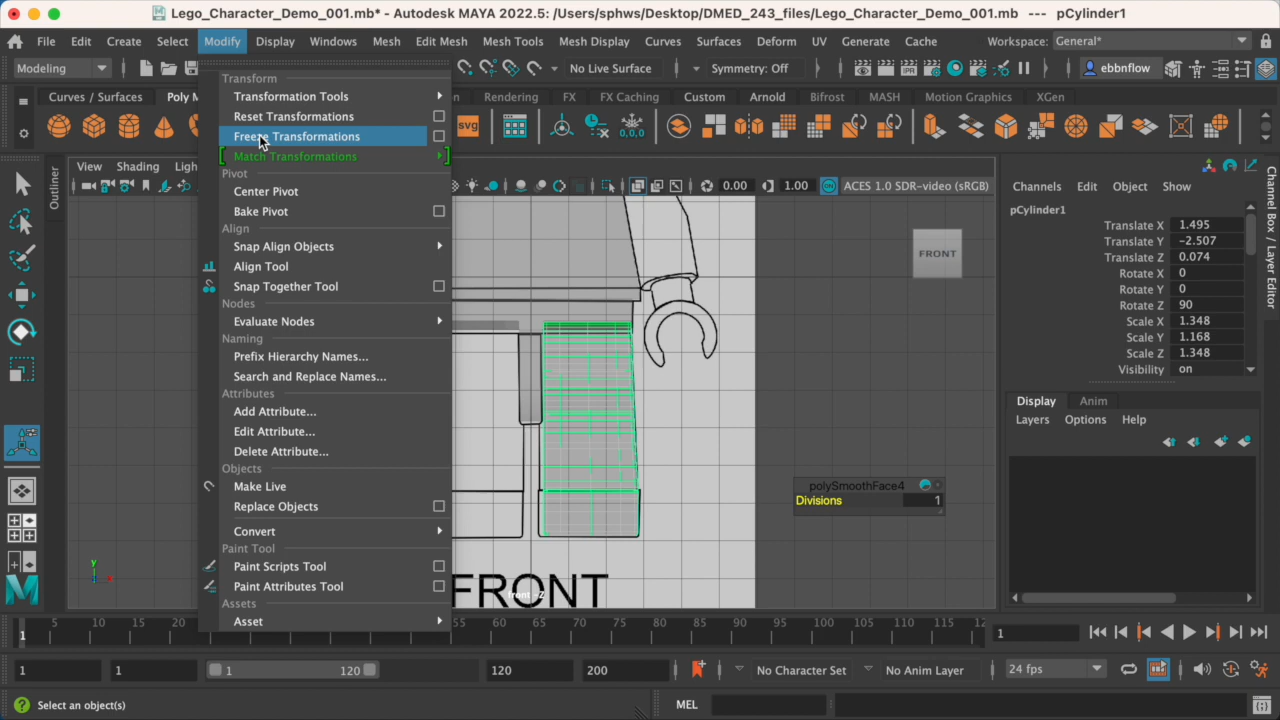 Lego_Character_Demo_001.mb* - Autodesk MAYA 2022.5: /Users/sphws/Desktop/DMED_243_files/Lego_Character_Demo_001.mb --- pCylinder1
File Edit Create Select Modify Display Windows Mesh Edit Mesh Mesh Tools Mesh Display Curves Surfaces Deform UV Generate Cache Workspace: General*
Modeling No Live Surface Symmetry: Off ebbnflow
Curves / Surfaces Poly M Rendering FX FX Caching Custom Arnold Bifrost MASH Motion Graphics XGen
svg
IPR
0,0,0
Transform
Transformation Tools
Reset Transformations
Freeze Transformations
Match Transformations
Pivot
Center Pivot
Bake Pivot
Align
Snap Align Objects
Align Tool
Snap Together Tool
Nodes
Evaluate Nodes
Naming
Prefix Hierarchy Names...
Search and Replace Names...
Attributes
Add Attribute...
Edit Attribute...
Delete Attribute...
Objects
Make Live
Replace Objects
Convert
Paint Tool
Paint Scripts Tool
Paint Attributes Tool
Assets
Asset
Outliner
View Shading Ligh
0.00 1.00 ACES 1.0 SDR-video (sRGB)
FRONT
polySmoothFace4
Divisions 1
FRONT
front -Z
y
x
Channels Edit Object Show
pCylinder1
Translate X 1.495
Translate Y -2.507
Translate Z 0.074
Rotate X 0
Rotate Y 0
Rotate Z 90
Scale X 1.348
Scale Y 1.168
Scale Z 1.348
Visibility on
Display Anim
Layers Options Help
Channel Box / Layer Editor
1 5 10 15 20 55 60 65 70 75 80 85 90 95 100 105 110 115 12
1
1 1 1 120 120 200 No Character Set No Anim Layer 24 fps
Select an object(s) MEL